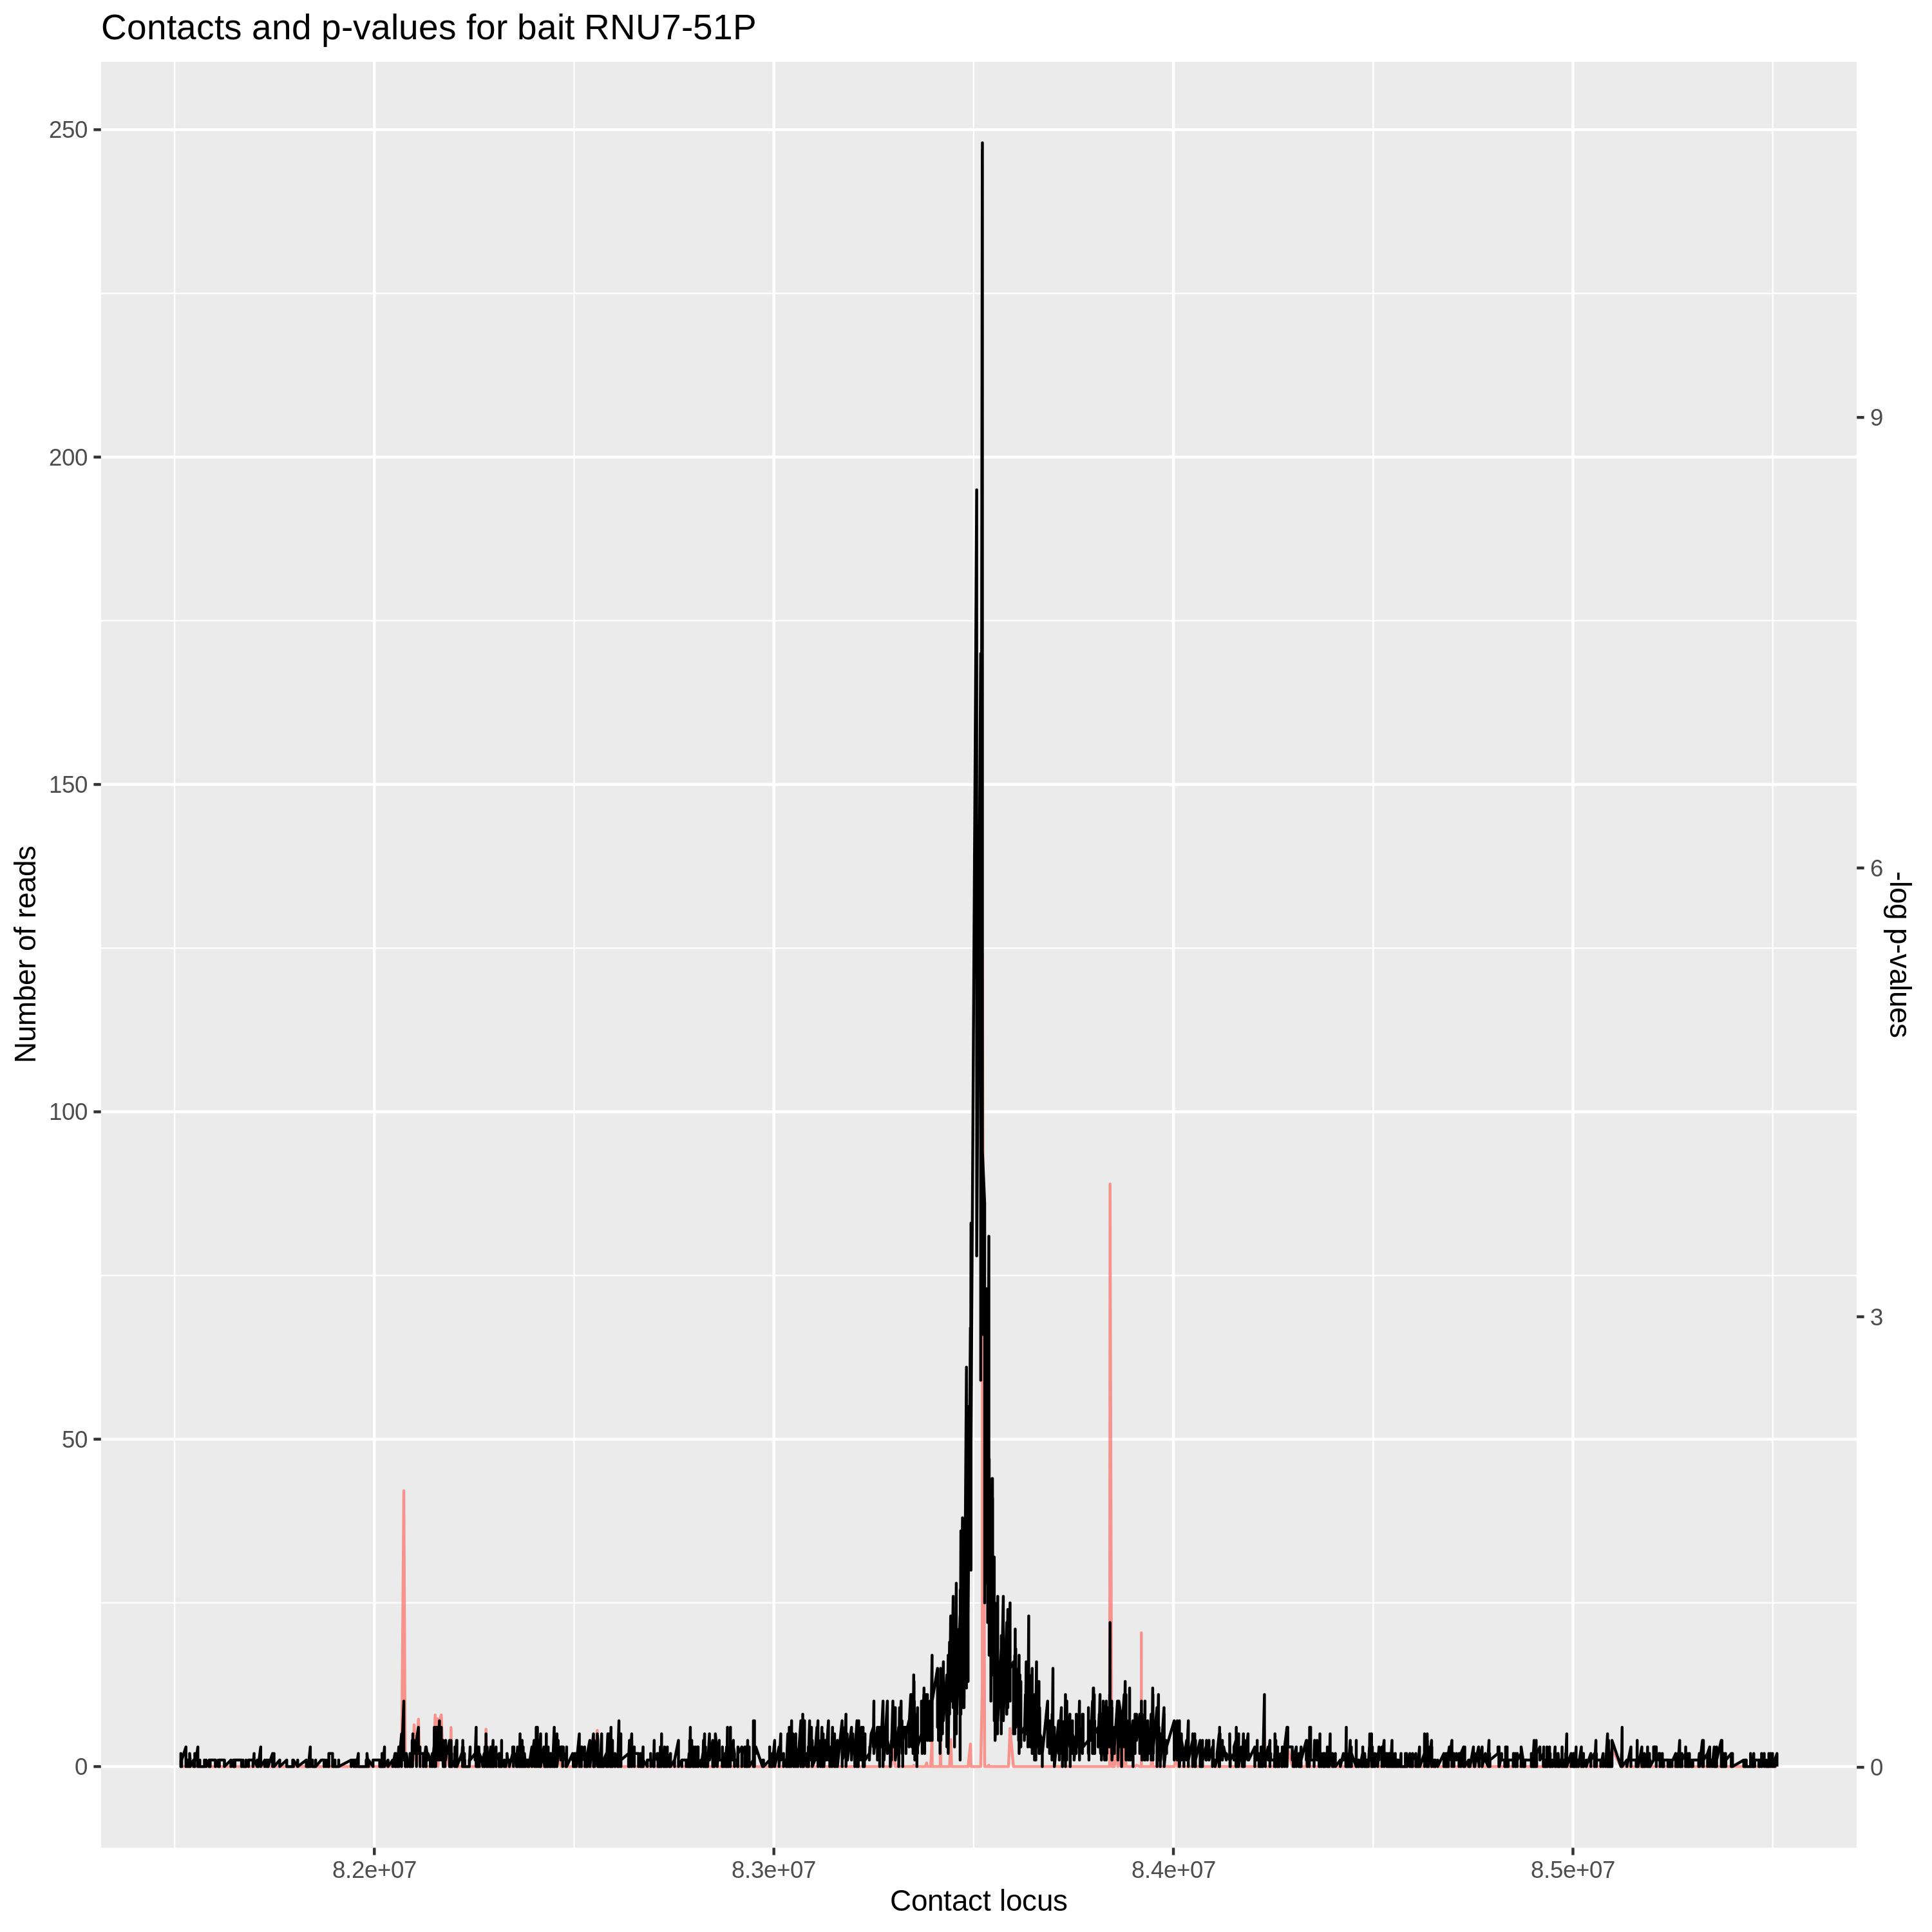 Contacts and p-values for bait RNU7-51P
250
200
150
100
50
0
Number of reads
9
6
3
0
-log p-values
8.2e+07
8.3e+07
8.4e+07
8.5e+07
Contact locus